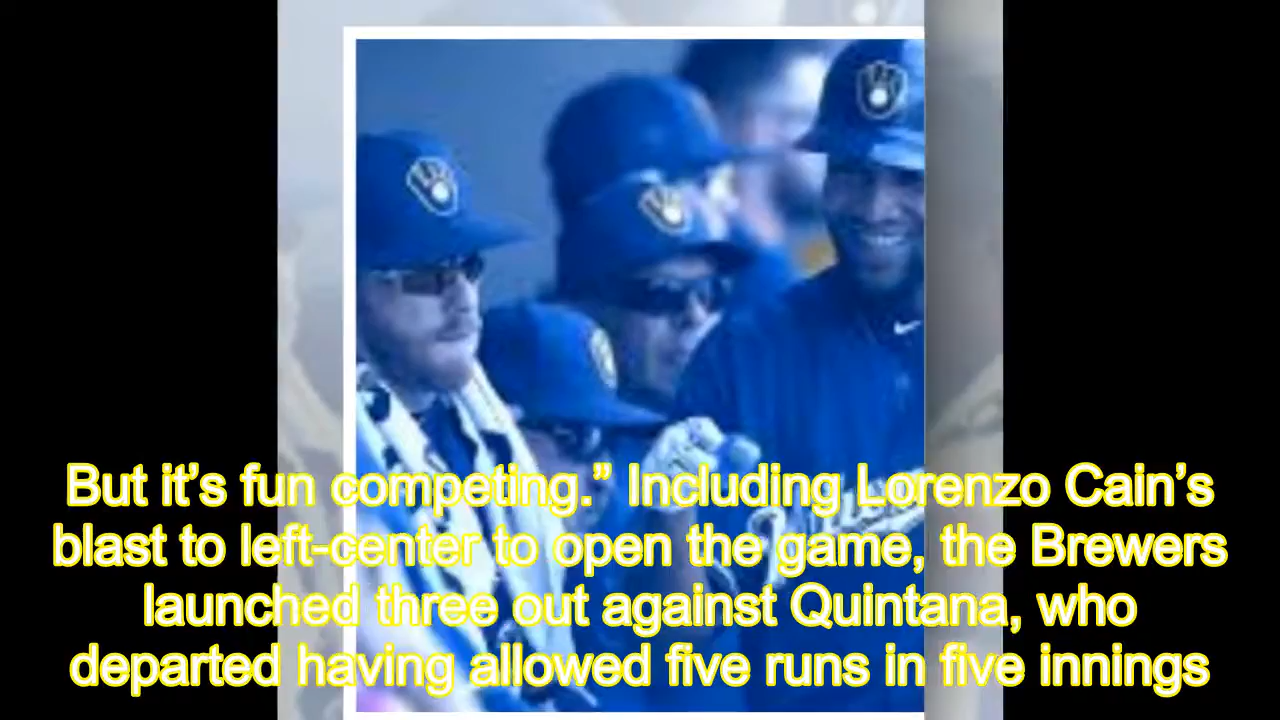 But it’s fun competing.” Including Lorenzo Cain’s
blast to left-center to open the game, the Brewers
launched three out against Quintana, who
departed having allowed five runs in five innings